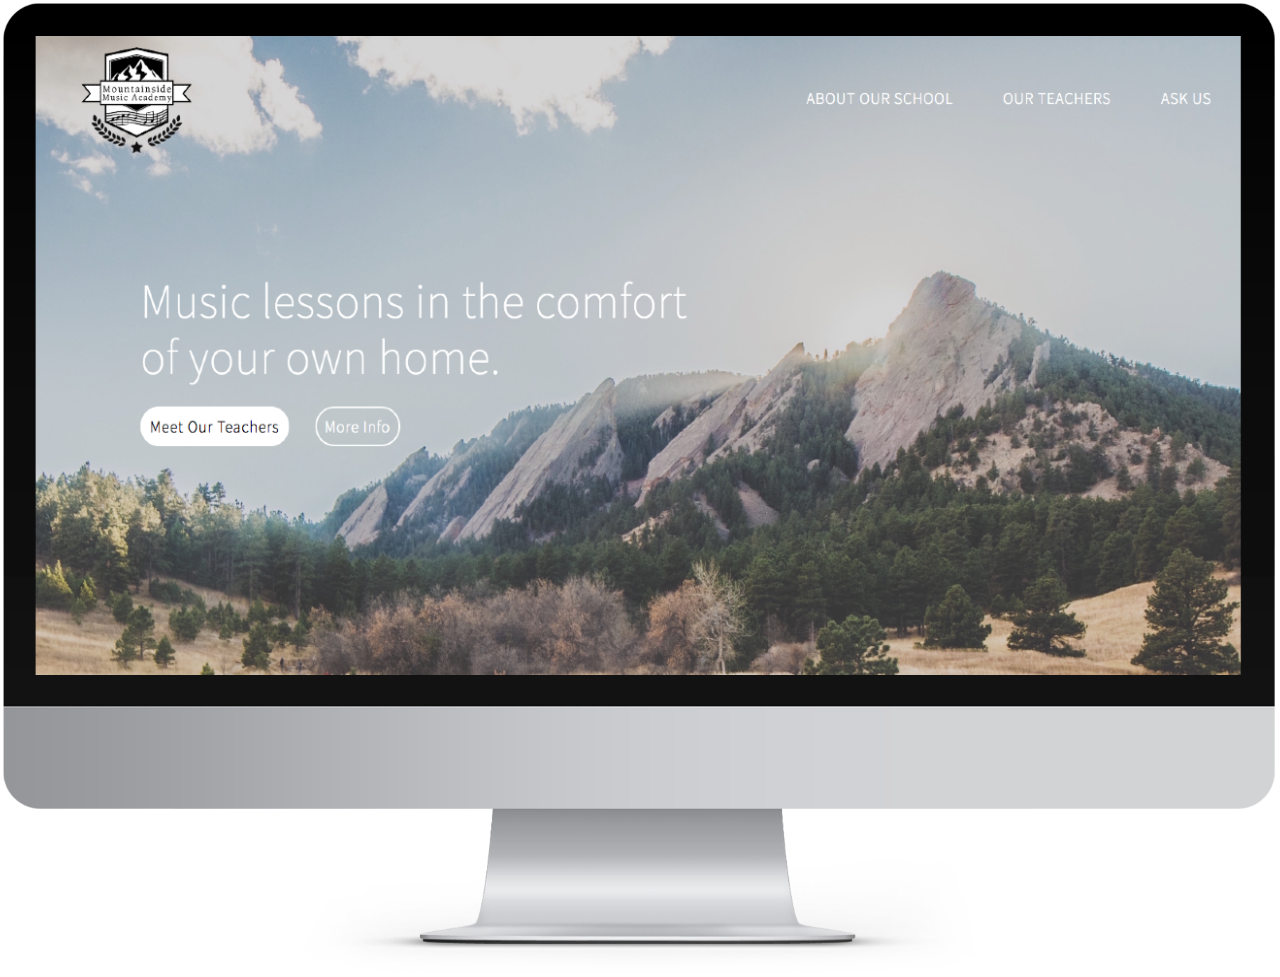 Mountainside
Music Academy
ABOUT OUR SCHOOL
OUR TEACHERS
ASK US
Music lessons in the comfort
of your own home.
Meet Our Teachers
More Info